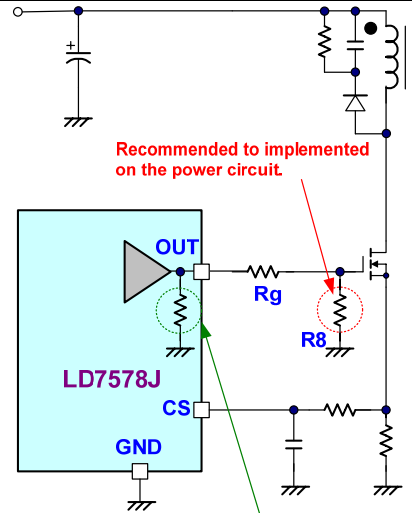 Recommended to implemented
on the power circuit.
OUT
Rg
R8
LD7578J
CS
GND
+